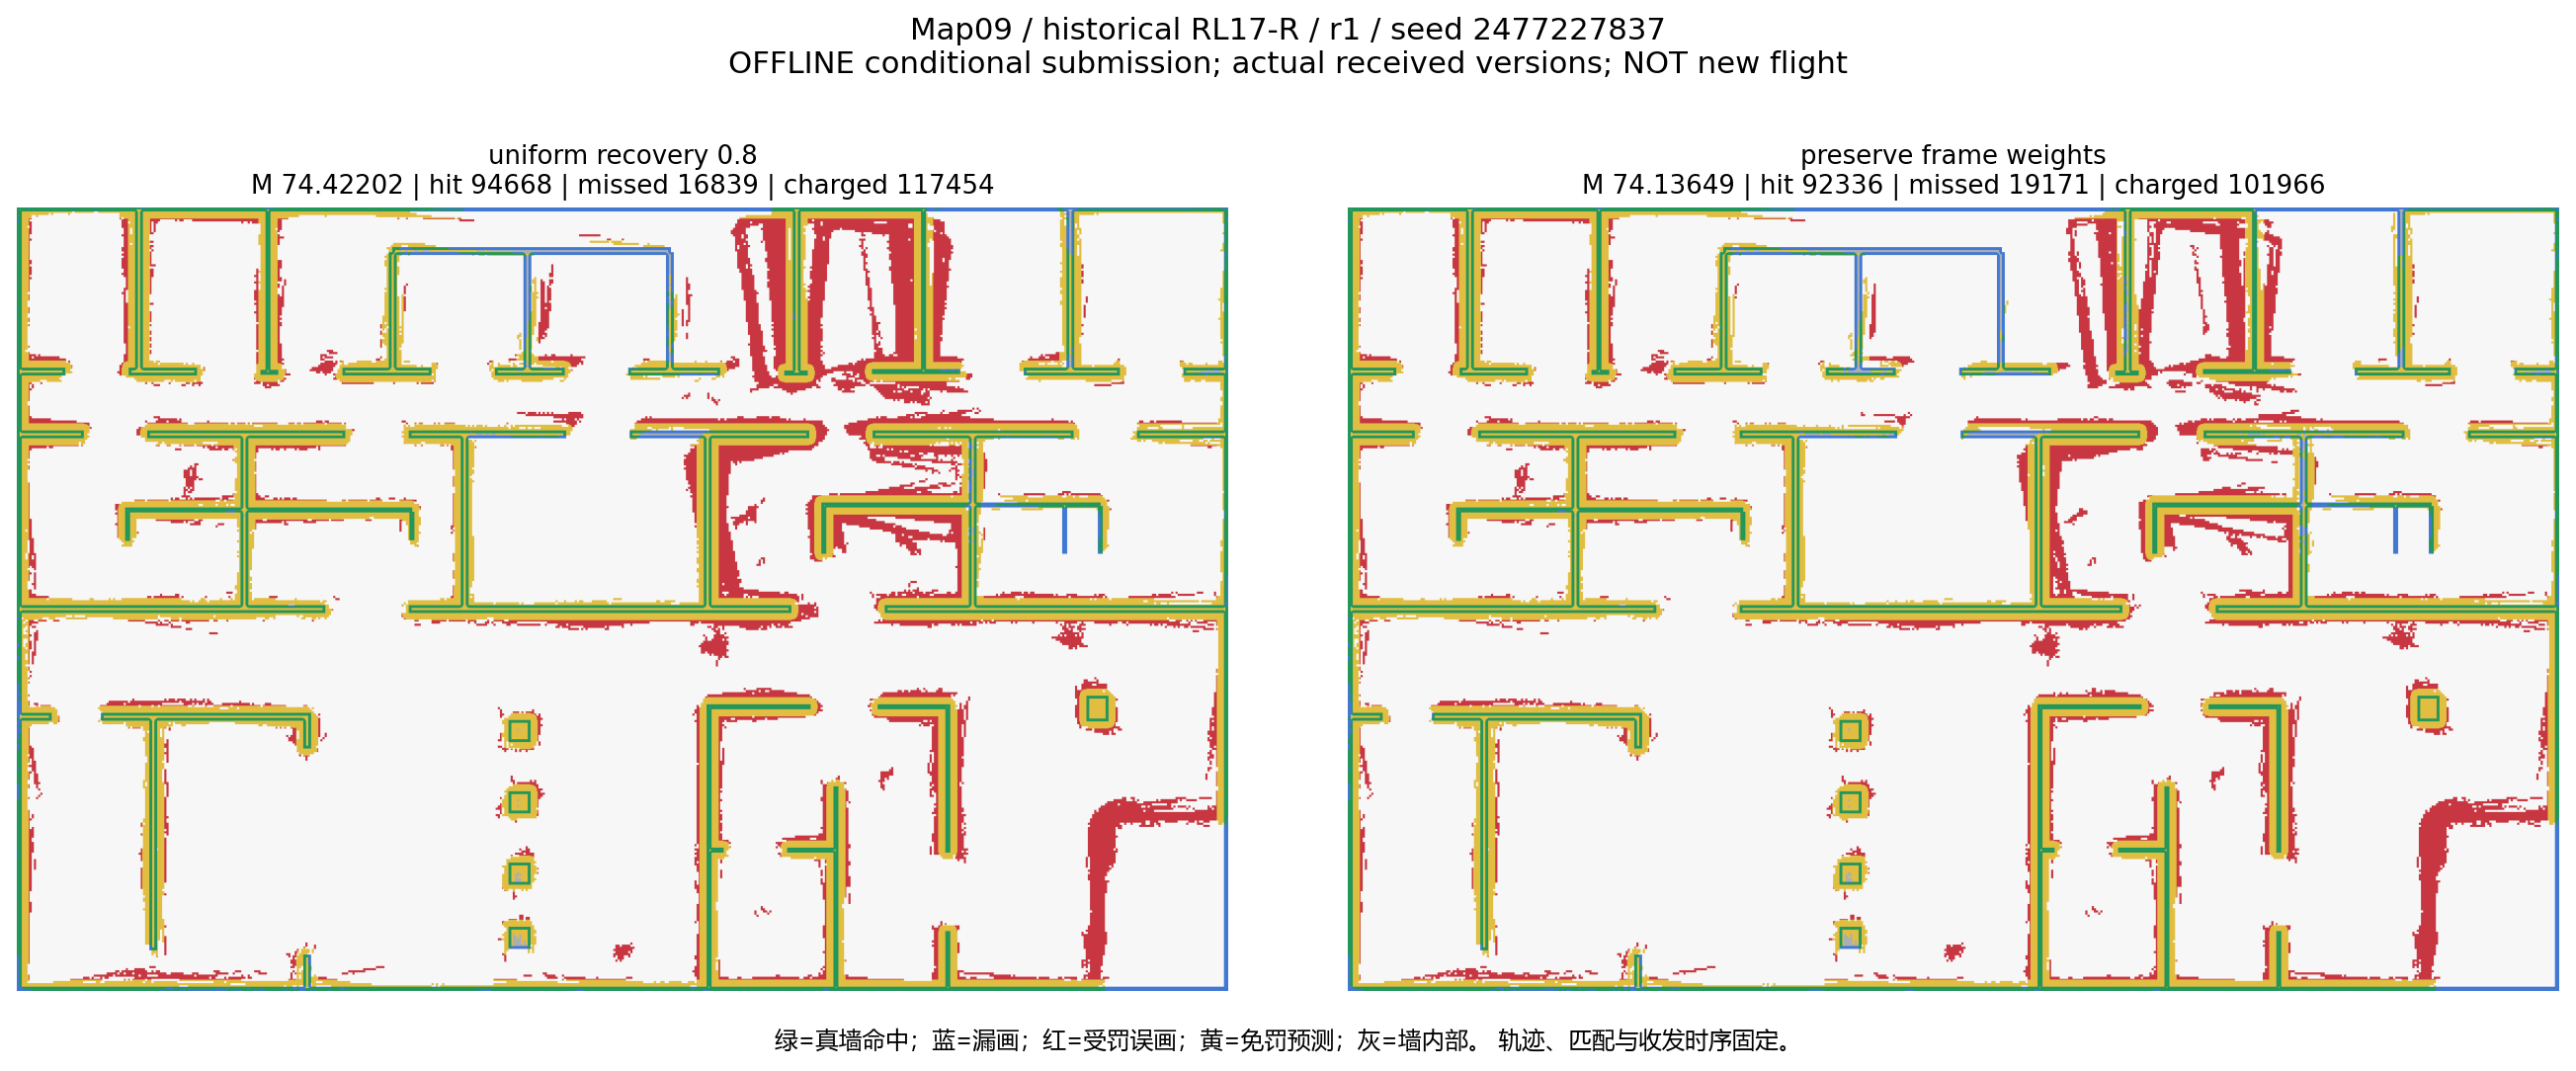 Map09 / historical RL17-R / r1 / seed 2477227837
OFFLINE conditional submission; actual received versions; NOT new flight
uniform recovery 0.8
M 74.42202 | hit 94668 | missed 16839 | charged 117454
preserve frame weights
M 74.13649 | hit 92336 | missed 19171 | charged 101966
绿=真墙命中；蓝=漏画；红=受罚误画；黄=免罚预测；灰=墙内部。 轨迹、匹配与收发时序固定。